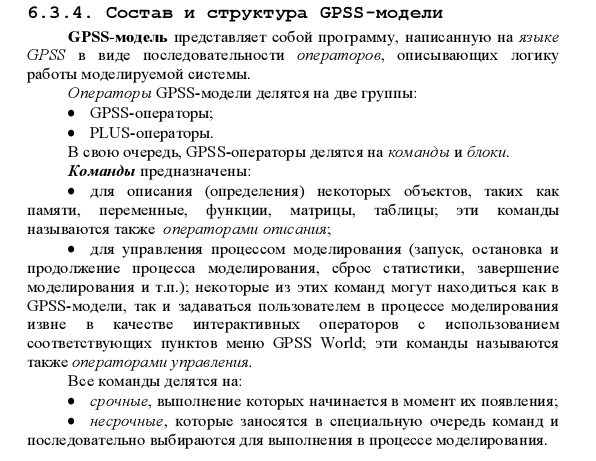 6.3.4. Состав и структура GPSS-модели
GPSS-модель представляет собой программу, написанную на языке
GPSS в виде последовательности операторов, описывающих логику
работы моделируемой системы.
Операторы GPSS-модели делятся на две группы:
• GPSS-операторы;
• PLUS-операторы.
В свою очередь, GPSS-операторы делятся на команды и блоки.
Команды предназначены:
• для описания (определения) некоторых объектов, таких как
памяти, переменные, функции, матрицы, таблицы; эти команды
называются также операторами описания;
• для управления процессом моделирования (запуск, остановка и
продолжение процесса моделирования, сброс статистики, завершение
моделирования и т.п.); некоторые из этих команд могут находиться как в
GPSS-модели, так и задаваться пользователем в процессе моделирования
извне в качестве интерактивных операторов с использованием
соответствующих пунктов меню GPSS World; эти команды называются
также операторами управления.
Все команды делятся на:
• срочные, выполнение которых начинается в момент их появления;
• несрочные, которые заносятся в специальную очередь команд и
последовательно выбираются для выполнения в процессе моделирования.